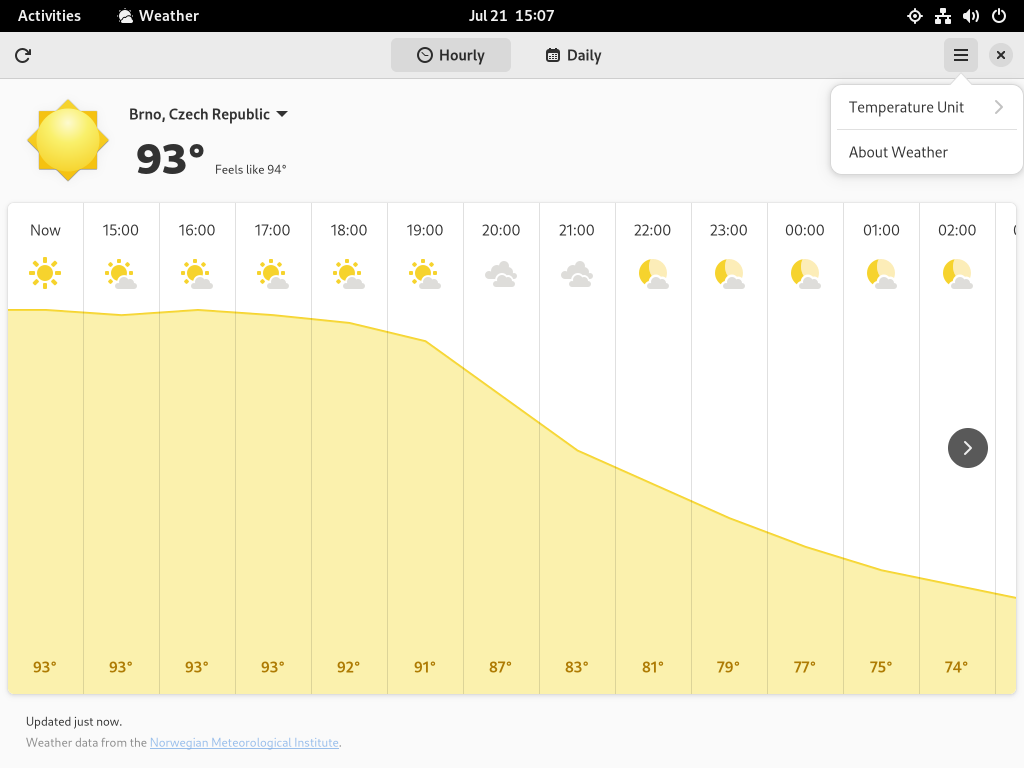 Activities Weather Jul 21 15:07
Hourly Daily
Temperature Unit
About Weather
Brno, Czech Republic
93° Feels like 94°
Now 15:00 16:00 17:00 18:00 19:00 20:00 21:00 22:00 23:00 00:00 01:00 02:00
93° 93° 93° 93° 92° 91° 87° 83° 81° 79° 77° 75° 74°
Updated just now.
Weather data from the Norwegian Meteorological Institute.